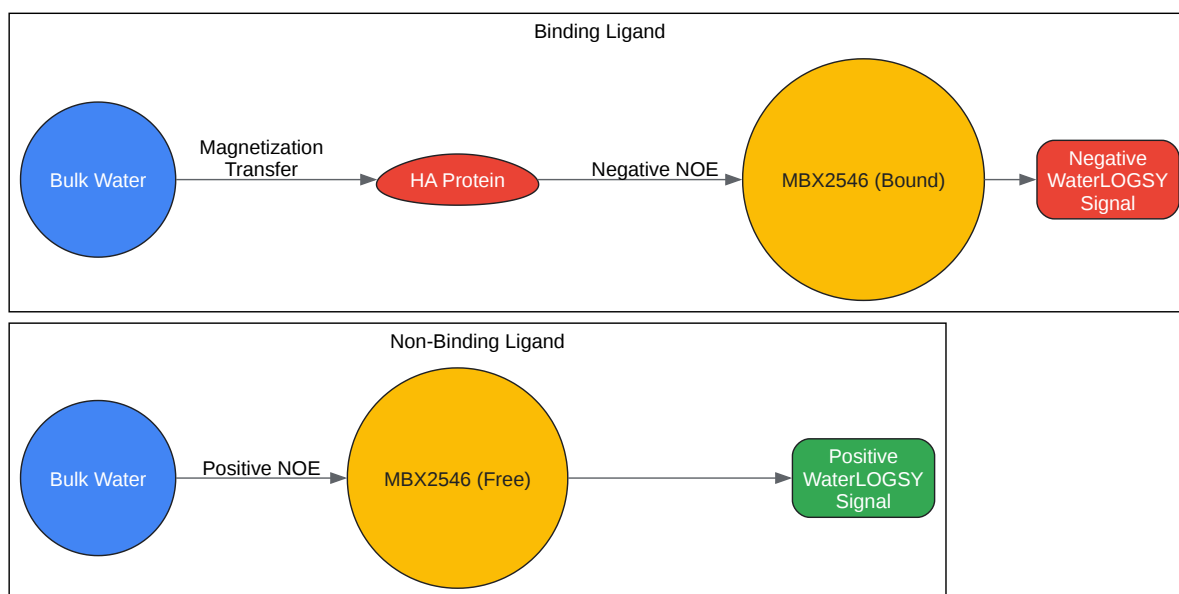 Binding Ligand
Bulk Water
Magnetization
Transfer
HA Protein
Negative NOE
MBX2546 (Bound)
Negative
WaterLOGSY
Signal
Non-Binding Ligand
Bulk Water
Positive NOE
MBX2546 (Free)
Positive
WaterLOGSY
Signal